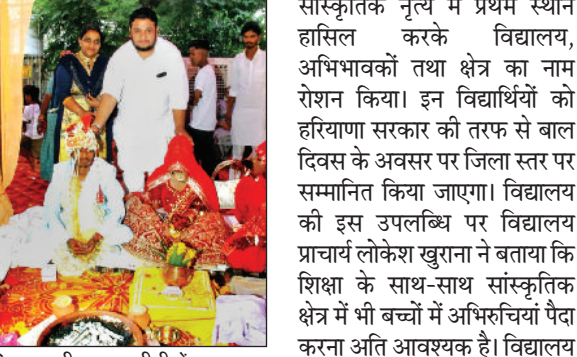 सांस्कृतिक नृत्य में प्रथम स्थान
हासिल करके विद्यालय,
अभिभावकों तथा क्षेत्र का नाम
रोशन किया। इन विद्यार्थियों को
हरियाणा सरकार की तरफ से बाल
दिवस के अवसर पर जिला स्तर पर
सम्मानित किया जाएगा। विद्यालय
की इस उपलब्धि पर विद्यालय
प्राचार्य लोकेश खुराना ने बताया कि
शिक्षा के साथ-साथ सांस्कृतिक
क्षेत्र में भी बच्चों में अभिरुचियां पैदा
करना अति आवश्यक है। विद्यालय